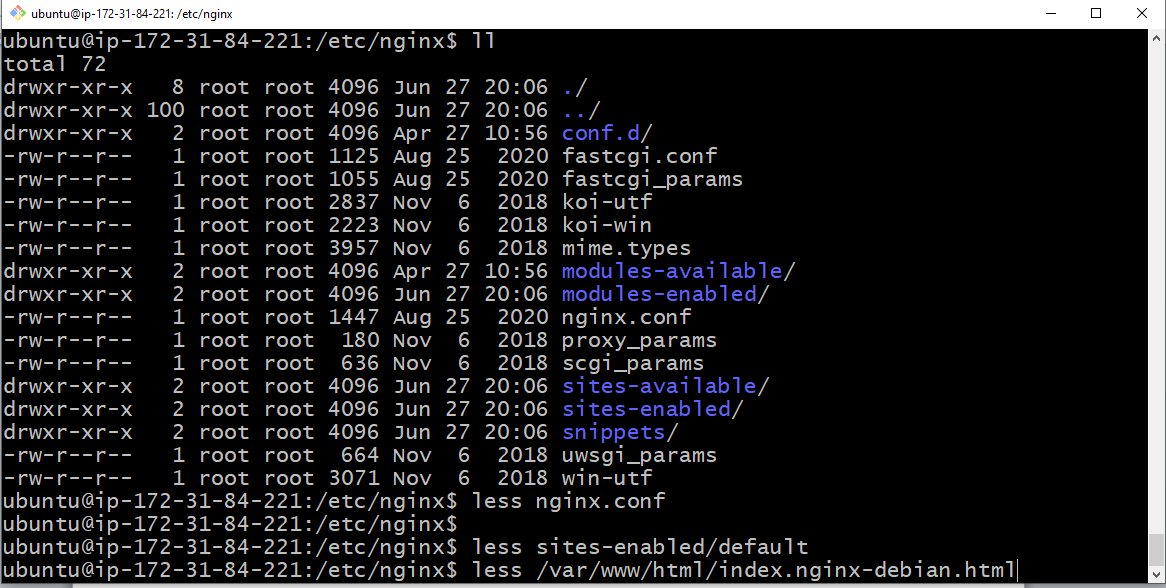 ubuntu@ip-172-31-84-221: /etc/nginx
ubuntu@ip-172-31-84-221:/etc/nginx$ ll
total 72
drwxr-xr-x   8 root root 4096 Jun 27 20:06 ./
drwxr-xr-x 100 root root 4096 Jun 27 20:06 ../
drwxr-xr-x   2 root root 4096 Apr 27 10:56 conf.d/
-rw-r--r--   1 root root 1125 Aug 25  2020 fastcgi.conf
-rw-r--r--   1 root root 1055 Aug 25  2020 fastcgi_params
-rw-r--r--   1 root root 2837 Nov  6  2018 koi-utf
-rw-r--r--   1 root root 2223 Nov  6  2018 koi-win
-rw-r--r--   1 root root 3957 Nov  6  2018 mime.types
drwxr-xr-x   2 root root 4096 Apr 27 10:56 modules-available/
drwxr-xr-x   2 root root 4096 Jun 27 20:06 modules-enabled/
-rw-r--r--   1 root root 1447 Aug 25  2020 nginx.conf
-rw-r--r--   1 root root  180 Nov  6  2018 proxy_params
-rw-r--r--   1 root root  636 Nov  6  2018 scgi_params
drwxr-xr-x   2 root root 4096 Jun 27 20:06 sites-available/
drwxr-xr-x   2 root root 4096 Jun 27 20:06 sites-enabled/
drwxr-xr-x   2 root root 4096 Jun 27 20:06 snippets/
-rw-r--r--   1 root root  664 Nov  6  2018 uwsgi_params
-rw-r--r--   1 root root 3071 Nov  6  2018 win-utf
ubuntu@ip-172-31-84-221:/etc/nginx$ less nginx.conf
ubuntu@ip-172-31-84-221:/etc/nginx$
ubuntu@ip-172-31-84-221:/etc/nginx$ less sites-enabled/default
ubuntu@ip-172-31-84-221:/etc/nginx$ less /var/www/html/index.nginx-debian.html